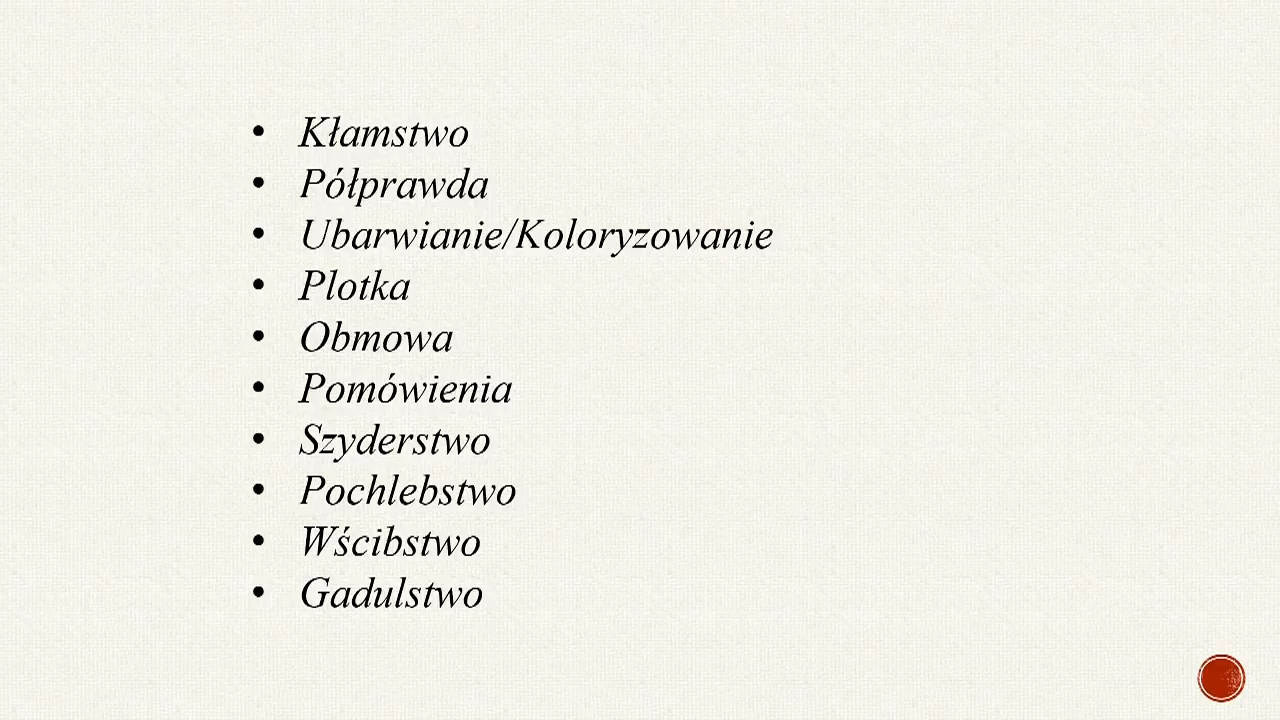 • Kłamstwo
• Półprawda
• Ubarwianie/Koloryzowanie
• Plotka
• Obmowa
• Pomówienia
• Szyderstwo
• Pochlebstwo
• Wścibstwo
• Gadulstwo